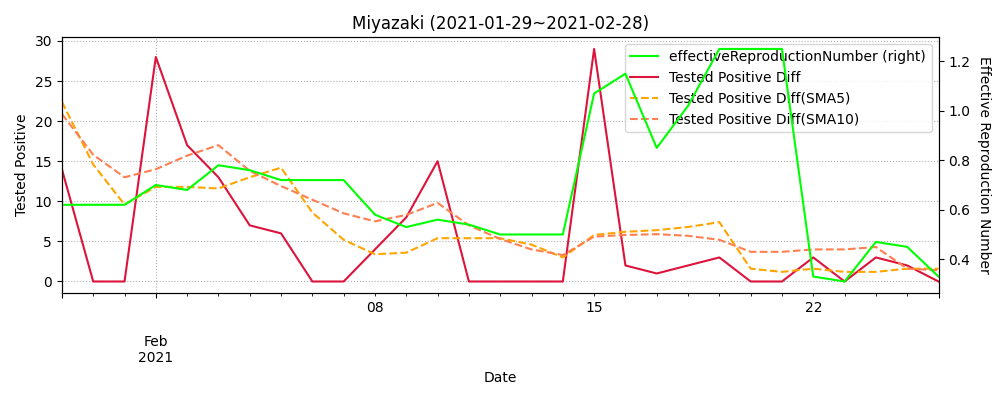 Miyazaki (2021-01-29~2021-02-28)
effectiveReproductionNumber (right)
Tested Positive Diff
Tested Positive Diff(SMA5)
Tested Positive Diff(SMA10)
Tested Positive
30
25
20
15
10
5
0
1.2
1.0
0.8
0.6
0.4
Effective Reproduction Number
08
15
22
Feb
2021
Date